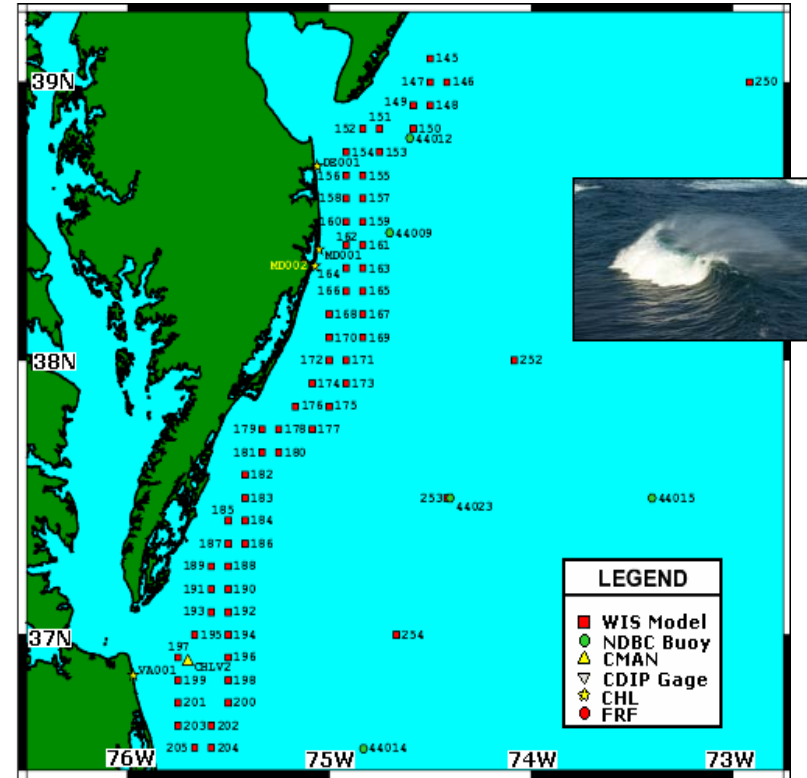 145
39N
147 146
250
149 148
151
152 150
44012
154 153
DE001
156 155
158 157
160 159
44009
162 161
MD001
MD002 163
164
166 165
168 167
170 169
38N
172 171
252
174 173
176 175
179 178 177
181 180
182
183
253
44023
44015
185 184
187 186
189 188
191 190
193 192
37N
195 194
254
197
196
CHLV2
VA001
199 198
201 200
203 202
205 204
44014
76W 75W 74W 73W
LEGEND
WIS Model
NDBC Buoy
CMAN
CDIP Gage
CHL
FRF